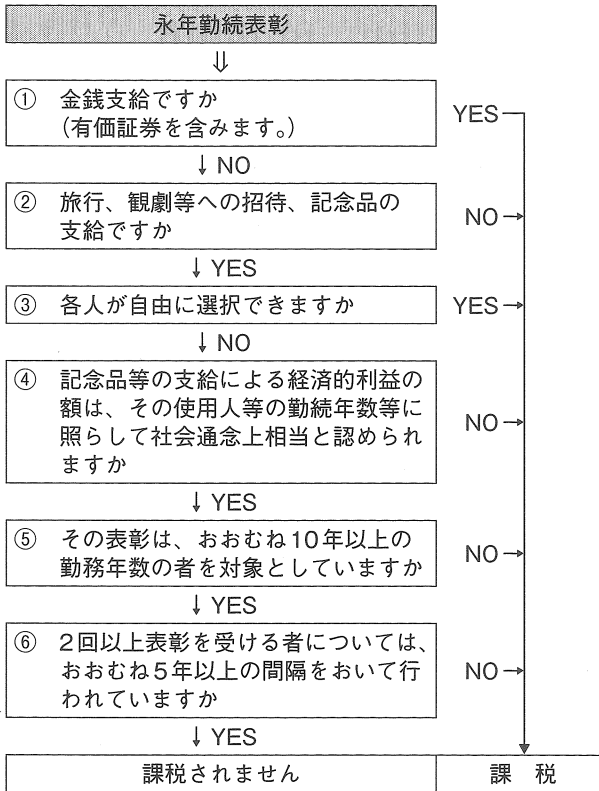 永年勤続表彰
⇓
① 金銭支給ですか
（有価証券を含みます。）
YES
↓ NO
② 旅行、観劇等への招待、記念品の
支給ですか
NO→
↓ YES
③ 各人が自由に選択できますか
YES→
↓ NO
④ 記念品等の支給による経済的利益の
額は、その使用人等の勤続年数等に
照らして社会通念上相当と認められ
ますか
NO→
↓ YES
⑤ その表彰は、おおむね10年以上の
勤務年数の者を対象としていますか
NO→
↓ YES
⑥ 2回以上表彰を受ける者については、
おおむね5年以上の間隔をおいて行
われていますか
NO→
↓ YES
課税されません
課 税